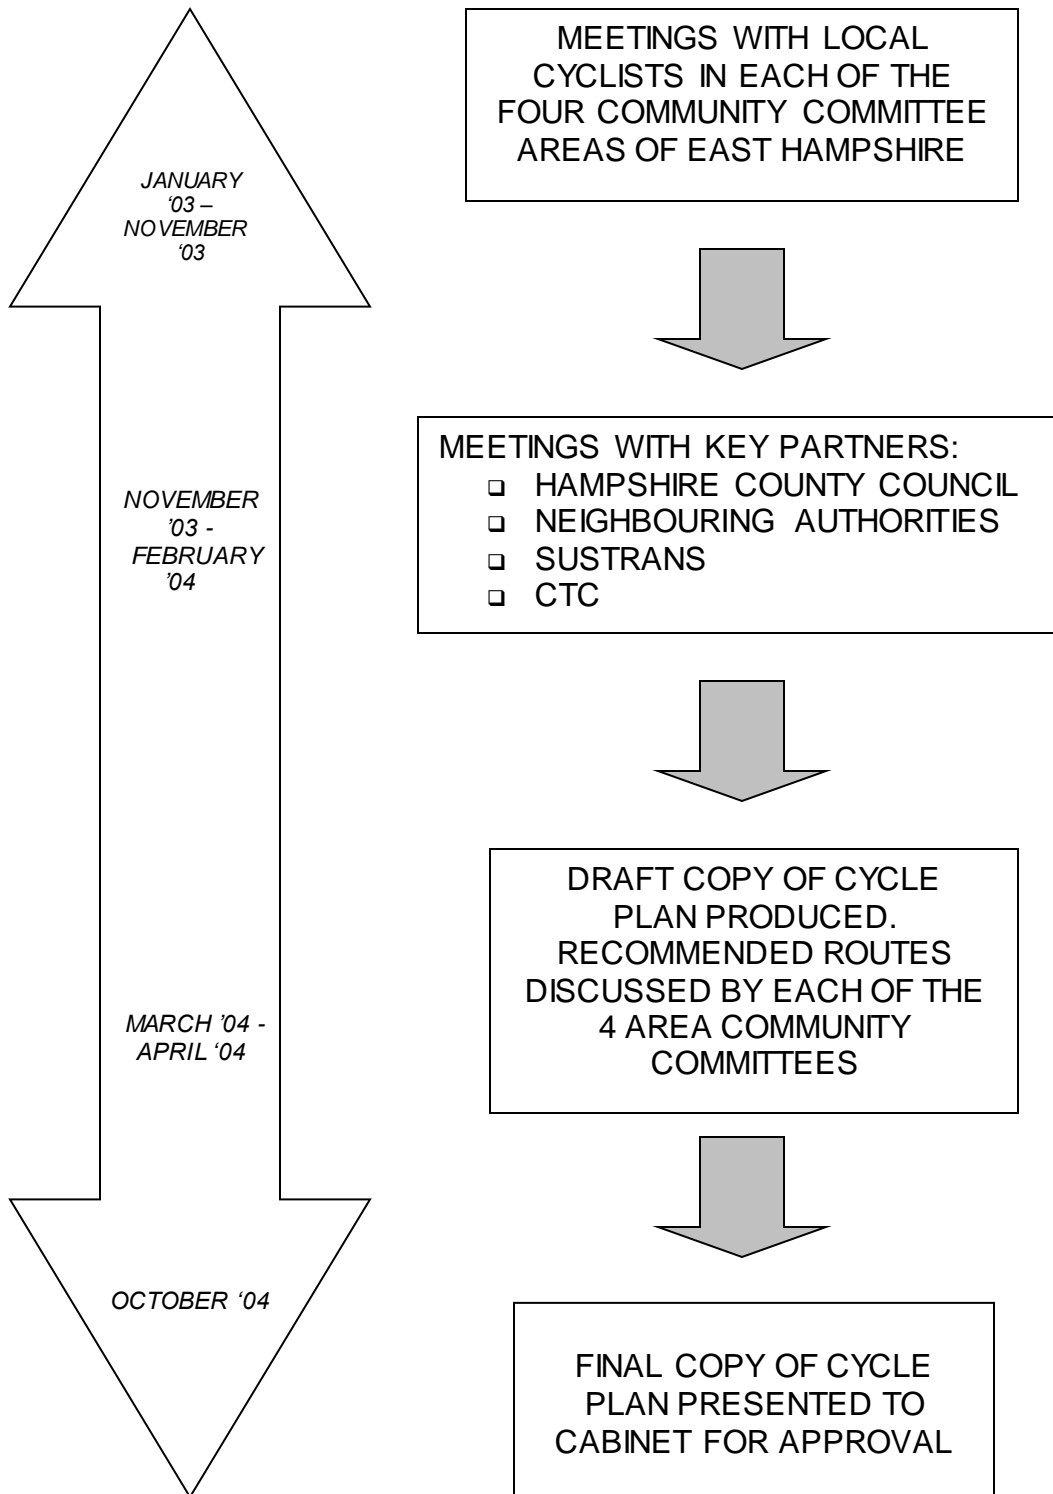 MEETINGS WITH LOCAL
CYCLISTS IN EACH OF THE
FOUR COMMUNITY COMMITTEE
AREAS OF EAST HAMPSHIRE
JANUARY
‘03 –
NOVEMBER
‘03
MEETINGS WITH KEY PARTNERS:
❑ HAMPSHIRE COUNTY COUNCIL
❑ NEIGHBOURING AUTHORITIES
❑ SUSTRANS
❑ CTC
NOVEMBER
’03 -
FEBRUARY
’04
DRAFT COPY OF CYCLE
PLAN PRODUCED.
RECOMMENDED ROUTES
DISCUSSED BY EACH OF THE
4 AREA COMMUNITY
COMMITTEES
MARCH ’04 -
APRIL ‘04
OCTOBER ‘04
FINAL COPY OF CYCLE
PLAN PRESENTED TO
CABINET FOR APPROVAL